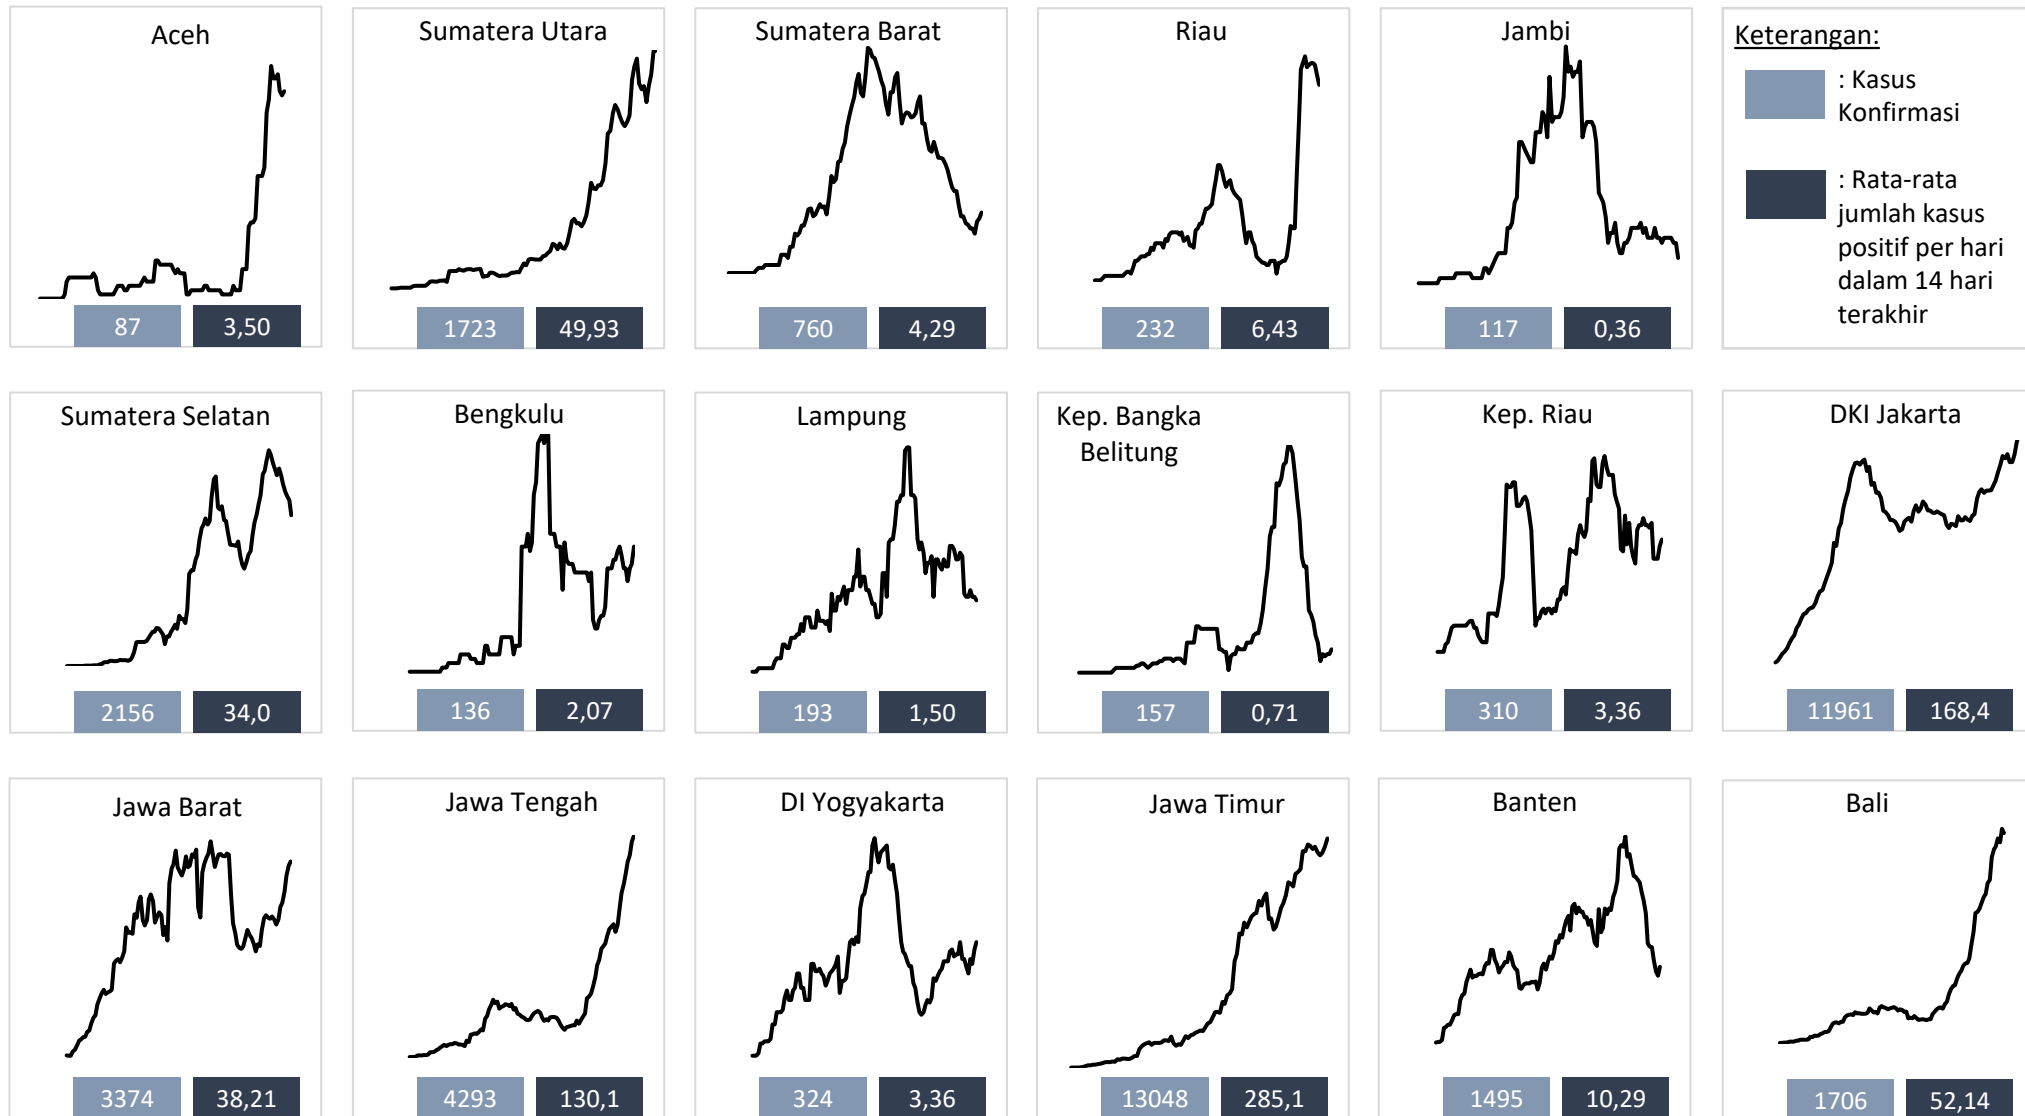 Aceh
87 3,50
Sumatera Utara
1723 49,93
Sumatera Barat
760 4,29
Riau
232 6,43
Jambi
117 0,36
Keterangan:
: Kasus
Konfirmasi
: Rata-rata
jumlah kasus
positif per hari
dalam 14 hari
terakhir
Sumatera Selatan
2156 34,0
Bengkulu
136 2,07
Lampung
193 1,50
Kep. Bangka
Belitung
157 0,71
Kep. Riau
310 3,36
DKI Jakarta
11961 168,4
Jawa Barat
3374 38,21
Jawa Tengah
4293 130,1
DI Yogyakarta
324 3,36
Jawa Timur
13048 285,1
Banten
1495 10,29
Bali
1706 52,14